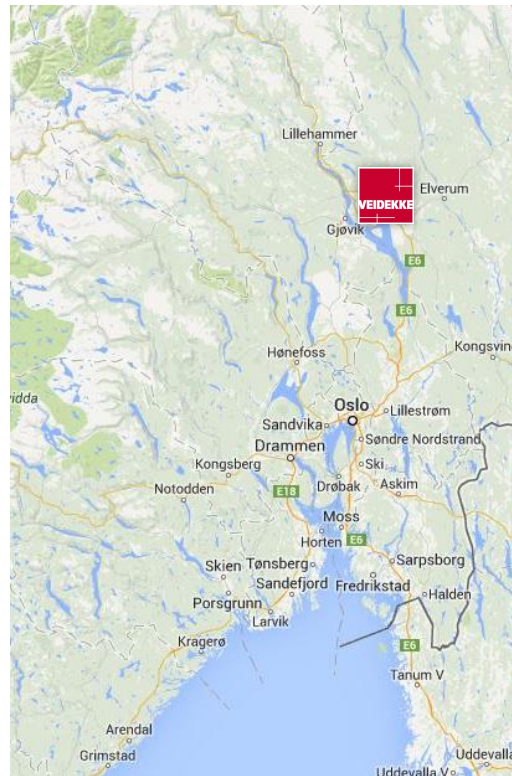 Lillehammer
VEIDEKKE
Elverum
Gjøvik
E6
E6
Hønefoss
Kongsvin
idda
Oslo
Lillestrøm
Sandvika
Søndre Nordstrand
Drammen
Kongsberg
Ski
Drøbak
Askim
Notodden
E18
Moss
Horten
E6
Skien
Tønsberg
Sarpsborg
Sandefjord
Fredrikstad
Porsgrunn
Halden
Larvik
Kragerø
E6
Tanum V
Arendal
Grimstad
Uddevalla
Uddevalla V